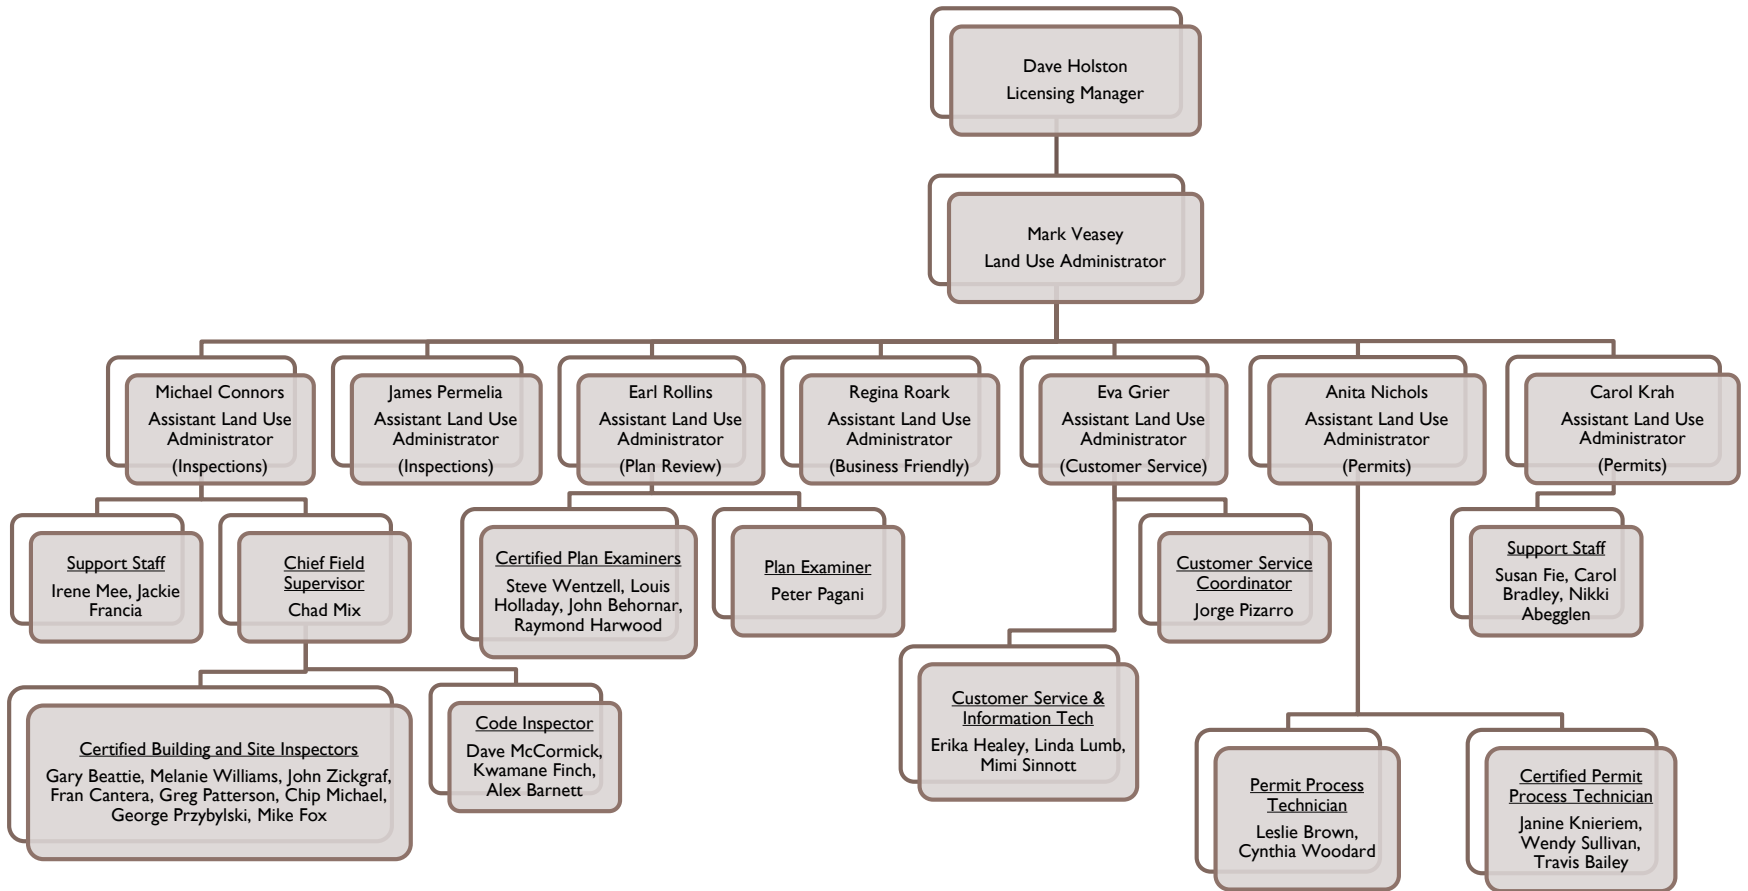 Dave Holston
Licensing Manager
Mark Veasey
Land Use Administrator
Michael Connors
Assistant Land Use
Administrator
(Inspections)
James Permelia
Assistant Land Use
Administrator
(Inspections)
Earl Rollins
Assistant Land Use
Administrator
(Plan Review)
Regina Roark
Assistant Land Use
Administrator
(Business Friendly)
Eva Grier
Assistant Land Use
Administrator
(Customer Service)
Anita Nichols
Assistant Land Use
Administrator
(Permits)
Carol Krah
Assistant Land Use
Administrator
(Permits)
Support Staff
Irene Mee, Jackie
Francia
Chief Field
Supervisor
Chad Mix
Certified Plan Examiners
Steve Wentzell, Louis
Holladay, John Behornar,
Raymond Harwood
Plan Examiner
Peter Pagani
Customer Service
Coordinator
Jorge Pizarro
Support Staff
Susan Fie, Carol
Bradley, Nikki
Abegglen
Certified Building and Site Inspectors
Gary Beattie, Melanie Williams, John Zickgraf,
Fran Cantera, Greg Patterson, Chip Michael,
George Przybylski, Mike Fox
Code Inspector
Dave McCormick,
Kwamane Finch,
Alex Barnett
Customer Service &
Information Tech
Erika Healey, Linda Lumb,
Mimi Sinnott
Permit Process
Technician
Leslie Brown,
Cynthia Woodard
Certified Permit
Process Technician
Janine Knieriem,
Wendy Sullivan,
Travis Bailey